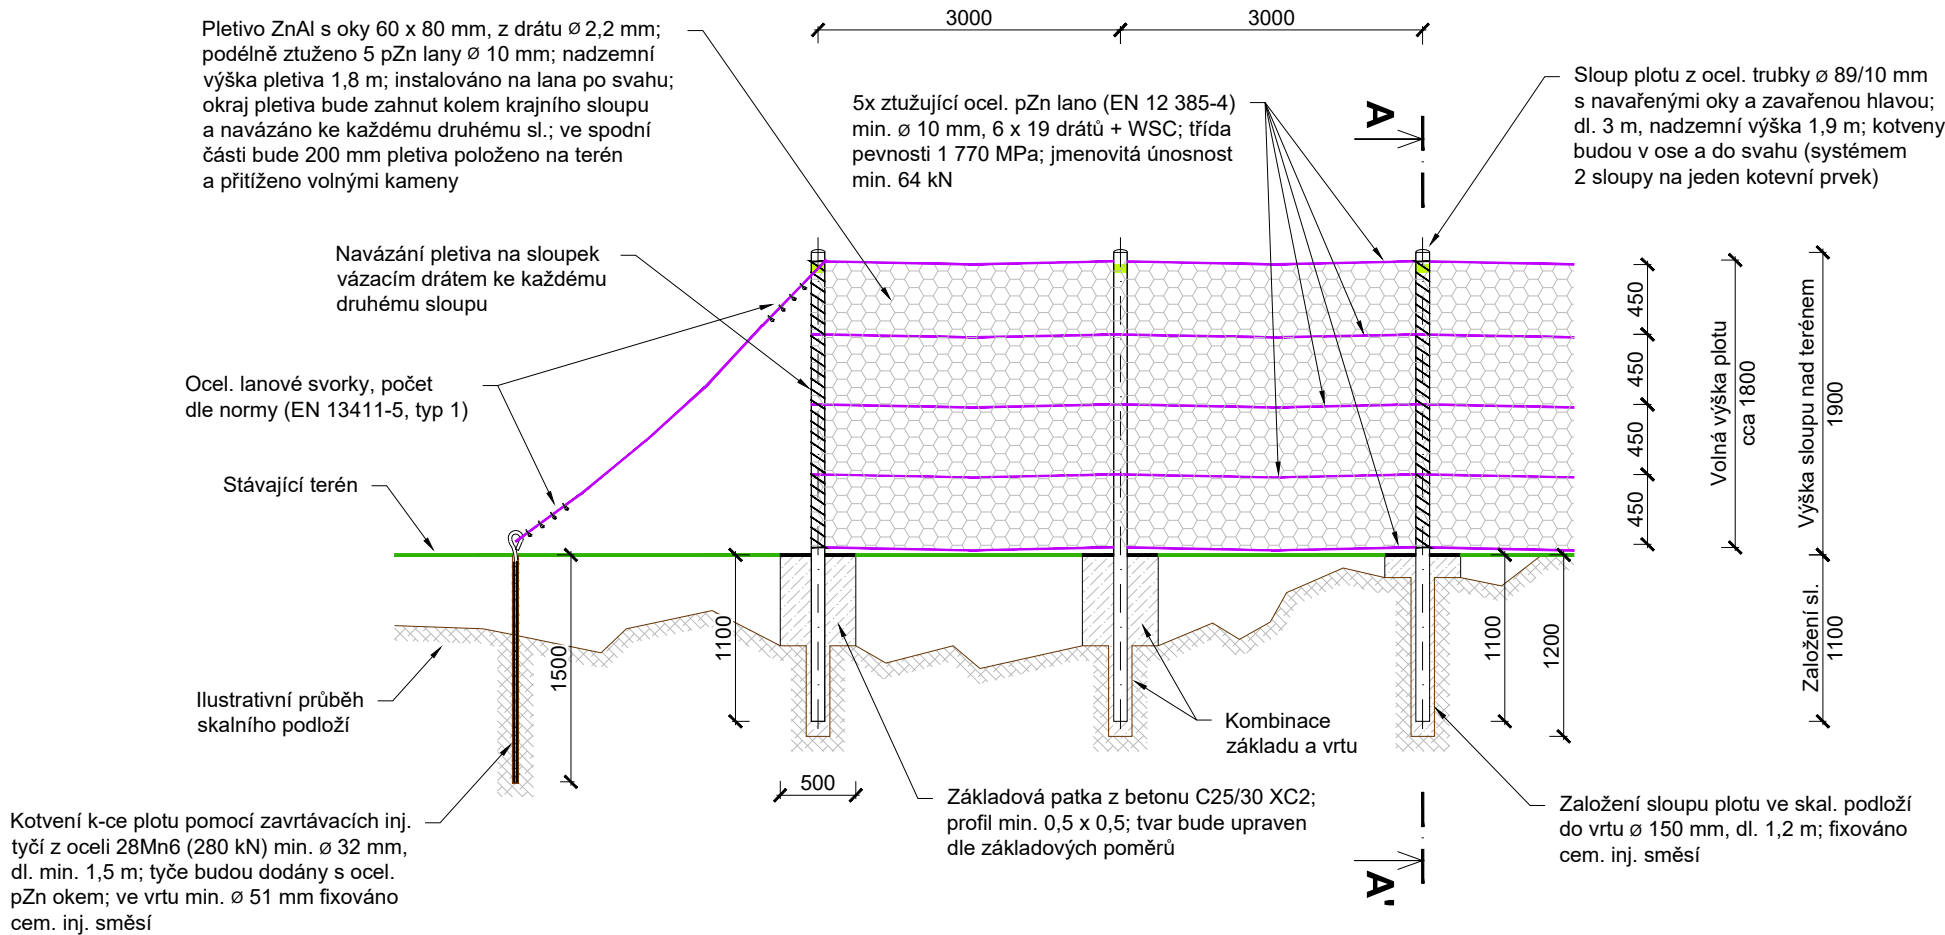 3000
3000
Pletivo ZnAl s oky 60 x 80 mm, z drátu ⌀ 2,2 mm;
podélně ztuženo 5 pZn lany ⌀ 10 mm; nadzemní
výška pletiva 1,8 m; instalováno na lana po svahu;
okraj pletiva bude zahnut kolem krajního sloupu
a navázáno ke každému druhému sl.; ve spodní
části bude 200 mm pletiva položeno na terén
a přitíženo volnými kameny
5x ztužující ocel. pZn lano (EN 12 385-4)
min. ⌀ 10 mm, 6 x 19 drátů + WSC; třída
pevnosti 1 770 MPa; jmenovitá únosnost
min. 64 kN
A
Sloup plotu z ocel. trubky ⌀ 89/10 mm
s navařenými oky a zavařenou hlavou;
dl. 3 m, nadzemní výška 1,9 m; kotveny
budou v ose a do svahu (systémem
2 sloupy na jeden kotevní prvek)
Navázání pletiva na sloupek
vázacím drátem ke každému
druhému sloupu
Ocel. lanové svorky, počet
dle normy (EN 13411-5, typ 1)
Stávající terén
450
450
450
450
Volná výška plotu
cca 1800
Výška sloupu nad terénem
1900
Založení sl.
1100
1500
1100
1100
1200
500
Ilustrativní průběh
skalního podloží
Kombinace
základu a vrtu
Kotvení k-ce plotu pomocí zavrtávacích inj.
tyčí z oceli 28Mn6 (280 kN) min. ⌀ 32 mm,
dl. min. 1,5 m; tyče budou dodány s ocel.
pZn okem; ve vrtu min. ⌀ 51 mm fixováno
cem. inj. směsí
Základová patka z betonu C25/30 XC2;
profil min. 0,5 x 0,5; tvar bude upraven
dle základových poměrů
Založení sloupu plotu ve skal. podloží
do vrtu ⌀ 150 mm, dl. 1,2 m; fixováno
cem. inj. směsí
A'